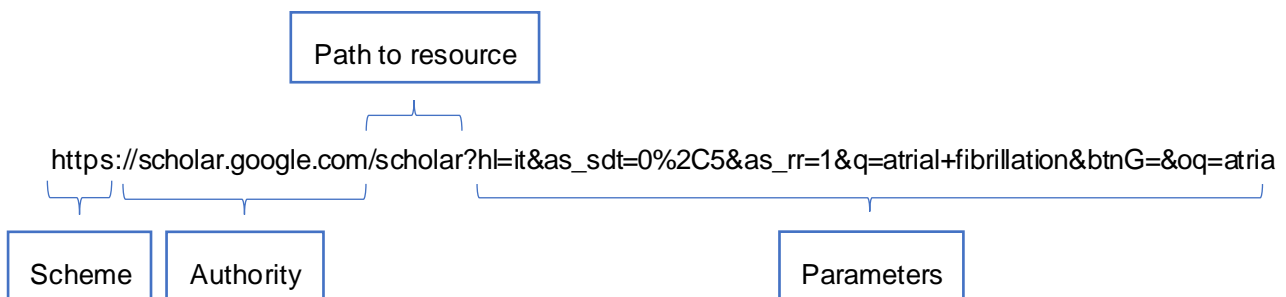 Path to resource
https://scholar.google.com/scholar?hl=it&as_sdt=0%2C5&as_rr=1&q=atrial+fibrillation&btnG=&oq=atria
Scheme Authority Parameters